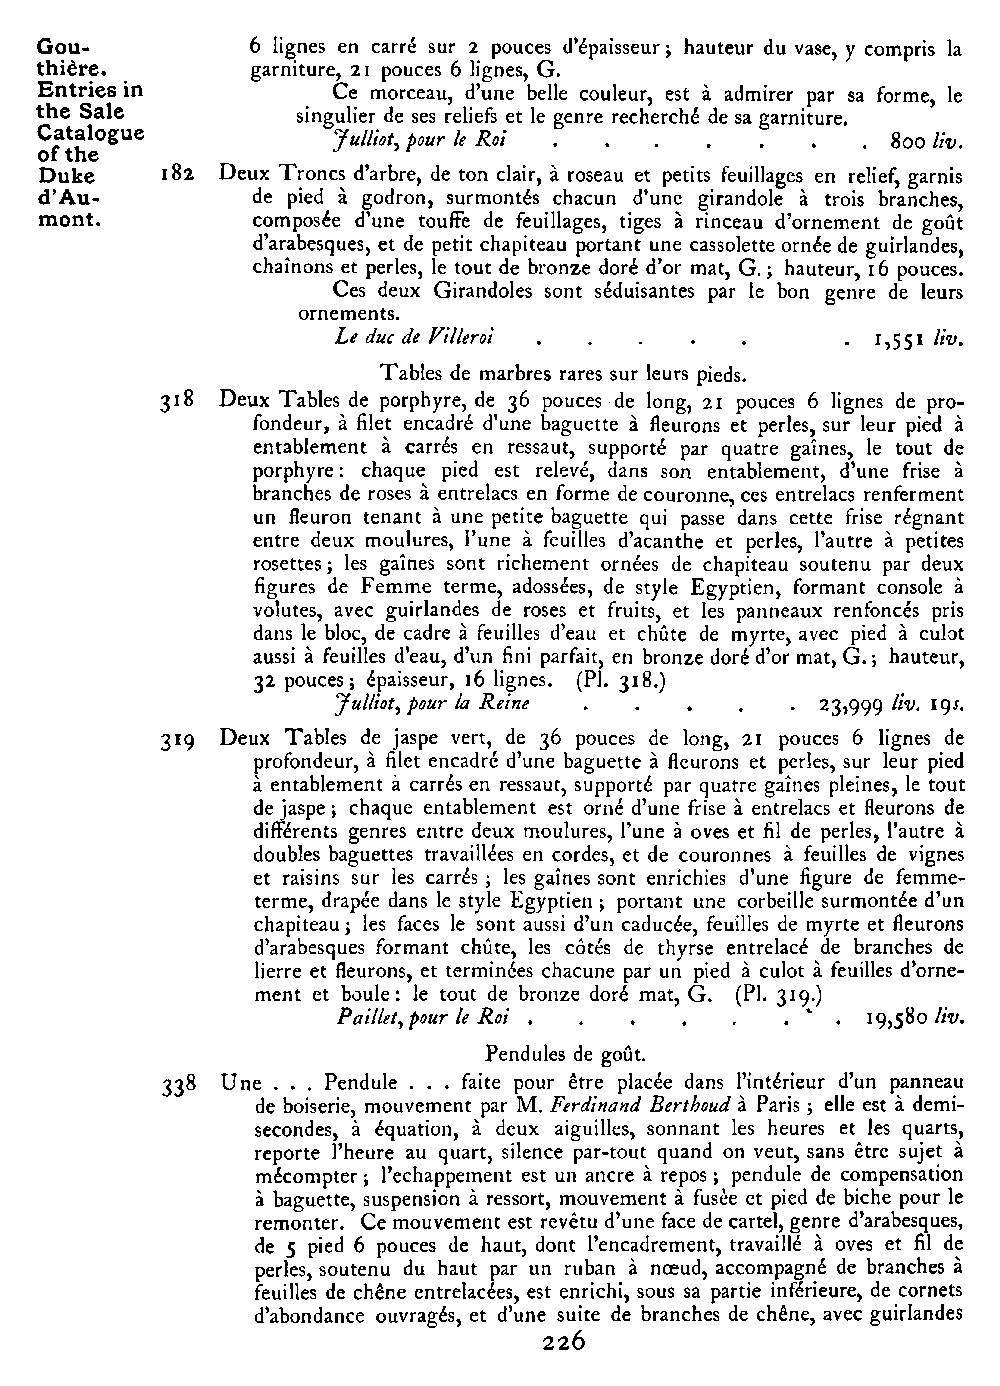 Gou-
thière.
Entries in
the Sale
Catalogue
of the
Duke
d'Au-
mont.
6 lignes en carré sur 2 pouces d'épaisseur; hauteur du vase, y compris la
garniture, 21 pouces 6 lignes, G.
Ce morceau, d'une belle couleur, est à admirer par sa forme, le
singulier de ses reliefs et le genre recherché de sa garniture.
Julliot, pour le Roi . . . . . . . 800 liv.
182 Deux Troncs d'arbre, de ton clair, à roseau et petits feuillages en relief, garnis
de pied à godron, surmontés chacun d'une girandole à trois branches,
composée d'une touffe de feuillages, tiges à rinceau d'ornement de goût
d'arabesques, et de petit chapiteau portant une cassolette ornée de guirlandes,
chaînons et perles, le tout de bronze doré d'or mat, G.; hauteur, 16 pouces.
Ces deux Girandoles sont séduisantes par le bon genre de leurs
ornements.
Le duc de Villeroi . . . . . . 1,551 liv.
Tables de marbres rares sur leurs pieds.
318 Deux Tables de porphyre, de 36 pouces de long, 21 pouces 6 lignes de pro-
fondeur, à filet encadré d'une baguette à fleurons et perles, sur leur pied à
entablement à carrés en ressaut, supporté par quatre gaînes, le tout de
porphyre: chaque pied est relevé, dans son entablement, d'une frise à
branches de roses à entrelacs en forme de couronne, ces entrelacs renferment
un fleuron tenant à une petite baguette qui passe dans cette frise régnant
entre deux moulures, l'une à feuilles d'acanthe et perles, l'autre à petites
rosettes; les gaînes sont richement ornées de chapiteau soutenu par deux
figures de Femme terme, adossées, de style Egyptien, formant console à
volutes, avec guirlandes de roses et fruits, et les panneaux renfoncés pris
dans le bloc, de cadre à feuilles d'eau et chûte de myrte, avec pied à culot
aussi à feuilles d'eau, d'un fini parfait, en bronze doré d'or mat, G.; hauteur,
32 pouces; épaisseur, 16 lignes. (Pl. 318.)
Julliot, pour la Reine . . . . . 23,999 liv. 19s.
319 Deux Tables de jaspe vert, de 36 pouces de long, 21 pouces 6 lignes de
profondeur, à filet encadré d'une baguette à fleurons et perles, sur leur pied
à entablement à carrés en ressaut, supporté par quatre gaînes pleines, le tout
de jaspe; chaque entablement est orné d'une frise à entrelacs et fleurons de
différents genres entre deux moulures, l'une à oves et fil de perles, l'autre à
doubles baguettes travaillées en cordes, et de couronnes à feuilles de vignes
et raisins sur les carrés; les gaînes sont enrichies d'une figure de femme-
terme, drapée dans le style Egyptien; portant une corbeille surmontée d'un
chapiteau; les faces le sont aussi d'un caducée, feuilles de myrte et fleurons
d'arabesques formant chûte, les côtés de thyrse entrelacé de branches de
lierre et fleurons, et terminées chacune par un pied à culot à feuilles d'orne-
ment et boule: le tout de bronze doré mat, G. (Pl. 319.)
Paillet, pour le Roi . . . . . . . 19,580 liv.
Pendules de goût.
338 Une . . . Pendule . . . faite pour être placée dans l'intérieur d'un panneau
de boiserie, mouvement par M. Ferdinand Berthoud à Paris; elle est à demi-
secondes, à équation, à deux aiguilles, sonnant les heures et les quarts,
reporte l'heure au quart, silence par-tout quand on veut, sans être sujet à
mécompter; l'echappement est un ancre à repos; pendule de compensation
à baguette, suspension à ressort, mouvement à fusée et pied de biche pour le
remonter. Ce mouvement est revêtu d'une face de cartel, genre d'arabesques,
de 5 pied 6 pouces de haut, dont l'encadrement, travaillé à oves et fil de
perles, soutenu du haut par un ruban à nœud, accompagné de branches à
feuilles de chêne entrelacées, est enrichi, sous sa partie inférieure, de cornets
d'abondance ouvragés, et d'une suite de branches de chêne, avec guirlandes
226